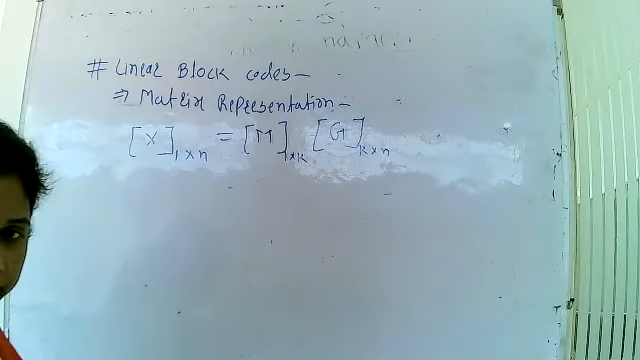 # Linear Block codes-
⇒ Matrix Representation-
[X]1×n = [M]1×k [G]k×n